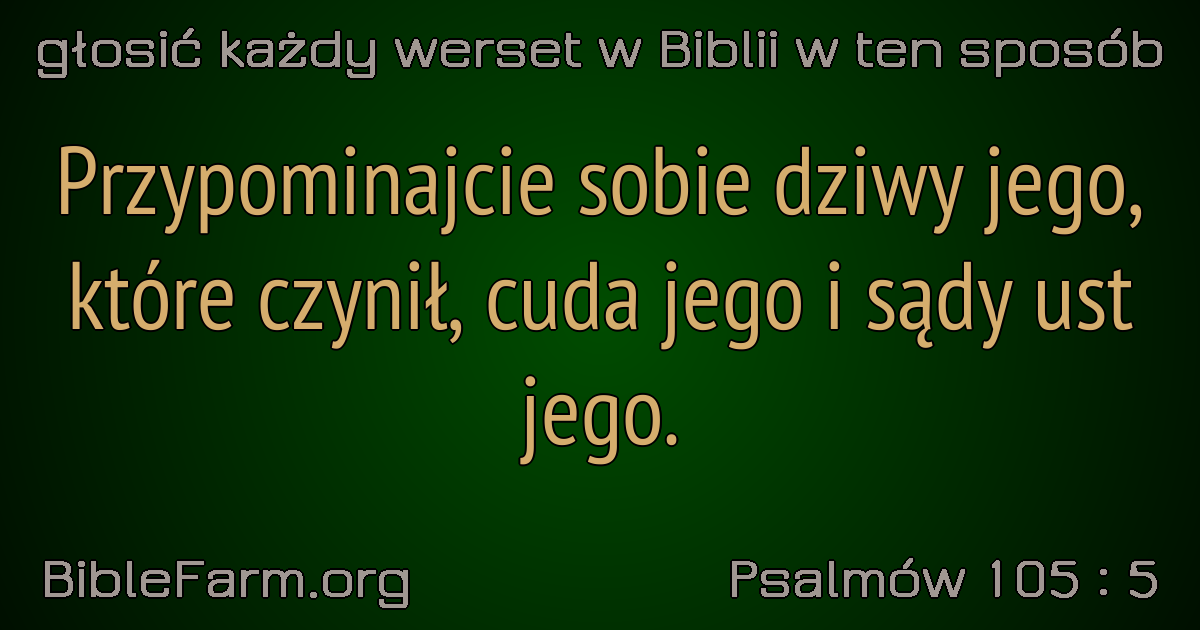 głosić każdy werset w Biblii w ten sposób
Przypominajcie sobie dziwy jego,
które czynił, cuda jego i sądy ust
jego.
BibleFarm.org
Psalmów 105 : 5